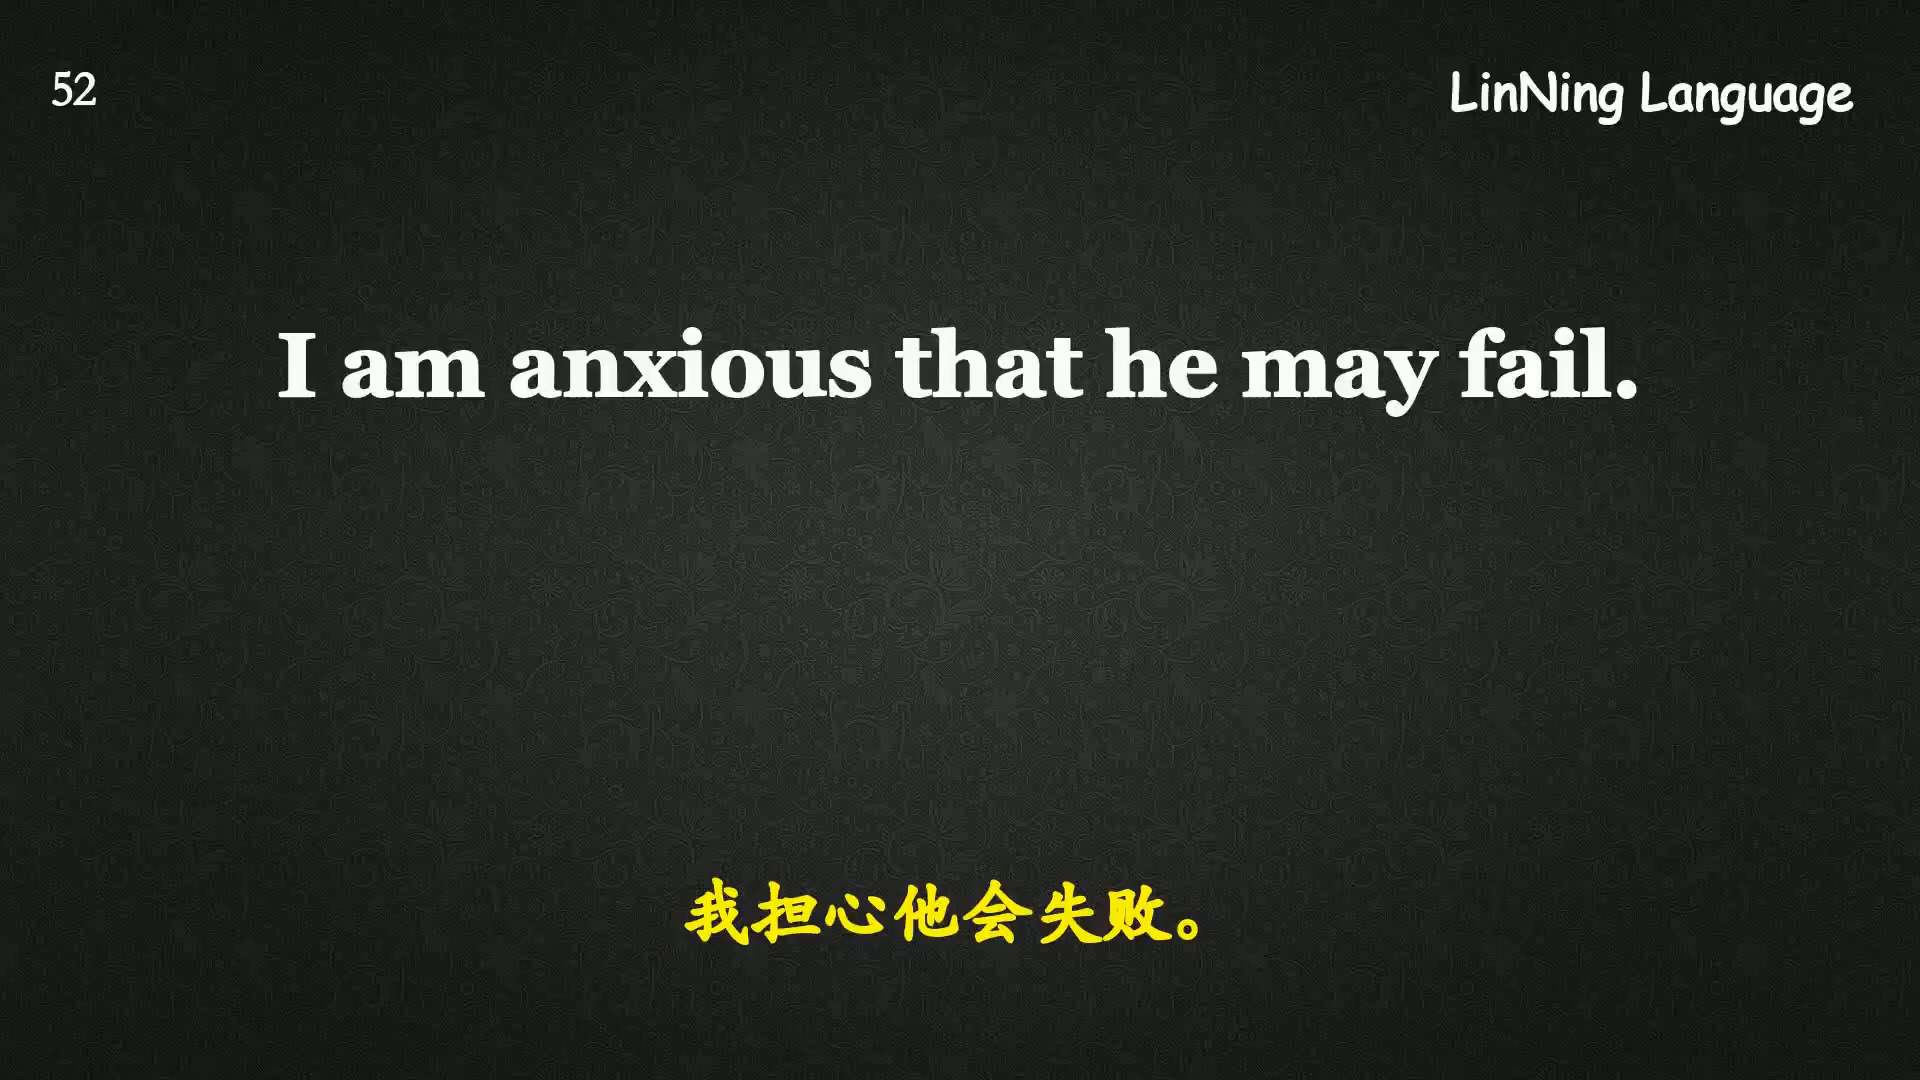 52
LinNing Language
I am anxious that he may fail.
我担心他会失败。